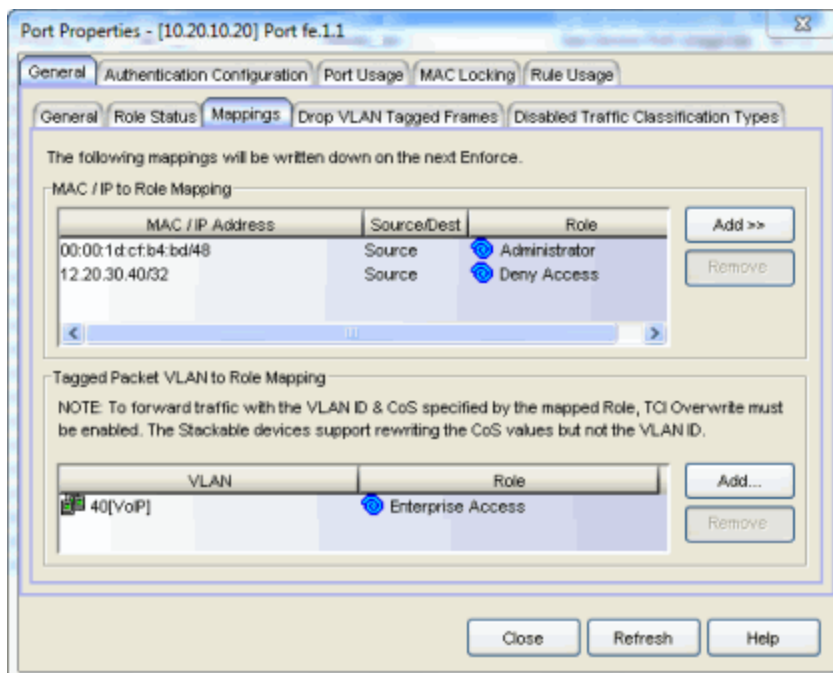 Port Properties - [10.20.10.20] Port fe.1.1
General Authentication Configuration Port Usage MAC Locking Rule Usage
General Role Status Mappings Drop VLAN Tagged Frames Disabled Traffic Classification Types
The following mappings will be written down on the next Enforce.
MAC / IP to Role Mapping
MAC / IP Address Source/Dest Role
00:00:1d:cf:b4:bd/48 Source Administrator
12.20.30.40/32 Source Deny Access
Add >>
Remove
Tagged Packet VLAN to Role Mapping
NOTE: To forward traffic with the VLAN ID & CoS specified by the mapped Role, TCI Overwrite must
be enabled. The Stackable devices support rewriting the CoS values but not the VLAN ID.
VLAN Role
40[VoIP] Enterprise Access
Add...
Remove
Close Refresh Help